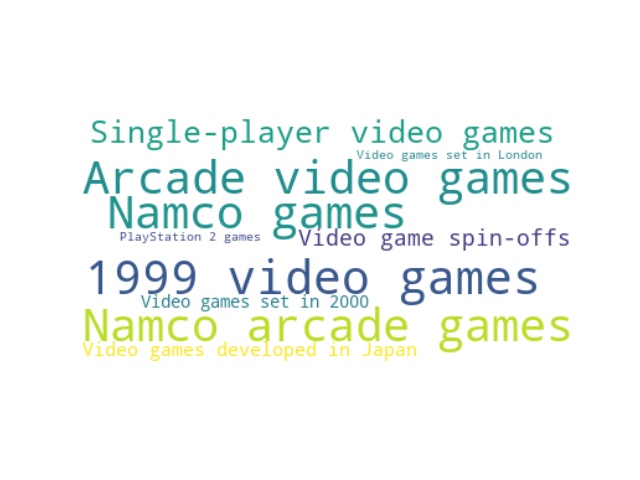 Single-player video games
Video games set in London
Arcade video games
Namco games
PlayStation 2 games
Video game spin-offs
1999 video games
Video games set in 2000
Namco arcade games
Video games developed in Japan